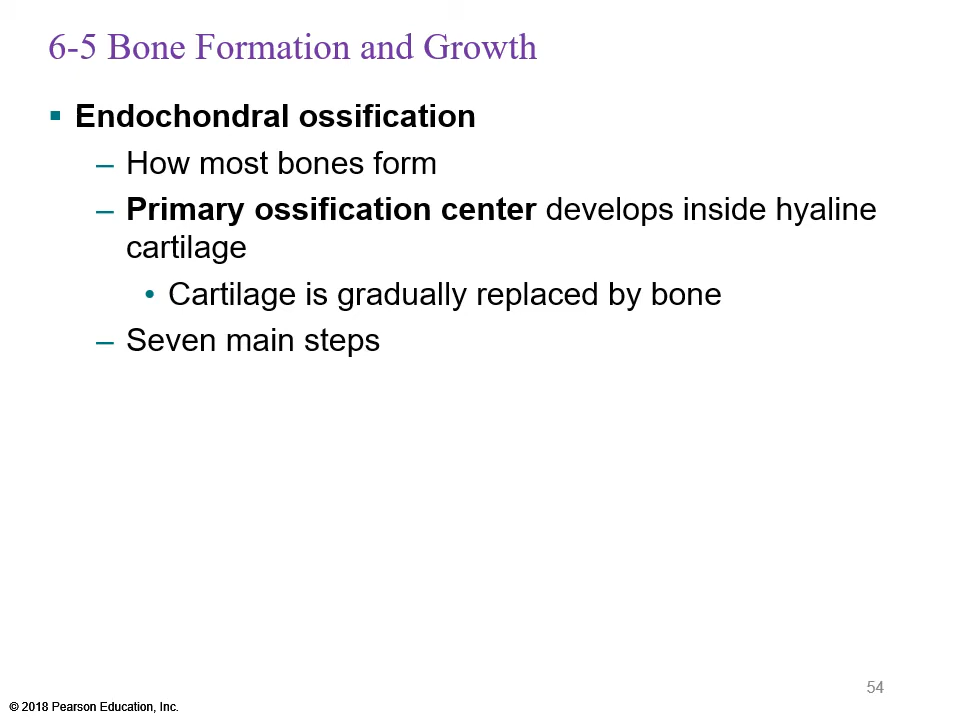 6-5 Bone Formation and Growth
▪ Endochondral ossification
– How most bones form
– Primary ossification center develops inside hyaline
cartilage
• Cartilage is gradually replaced by bone
– Seven main steps
54
© 2018 Pearson Education, Inc.